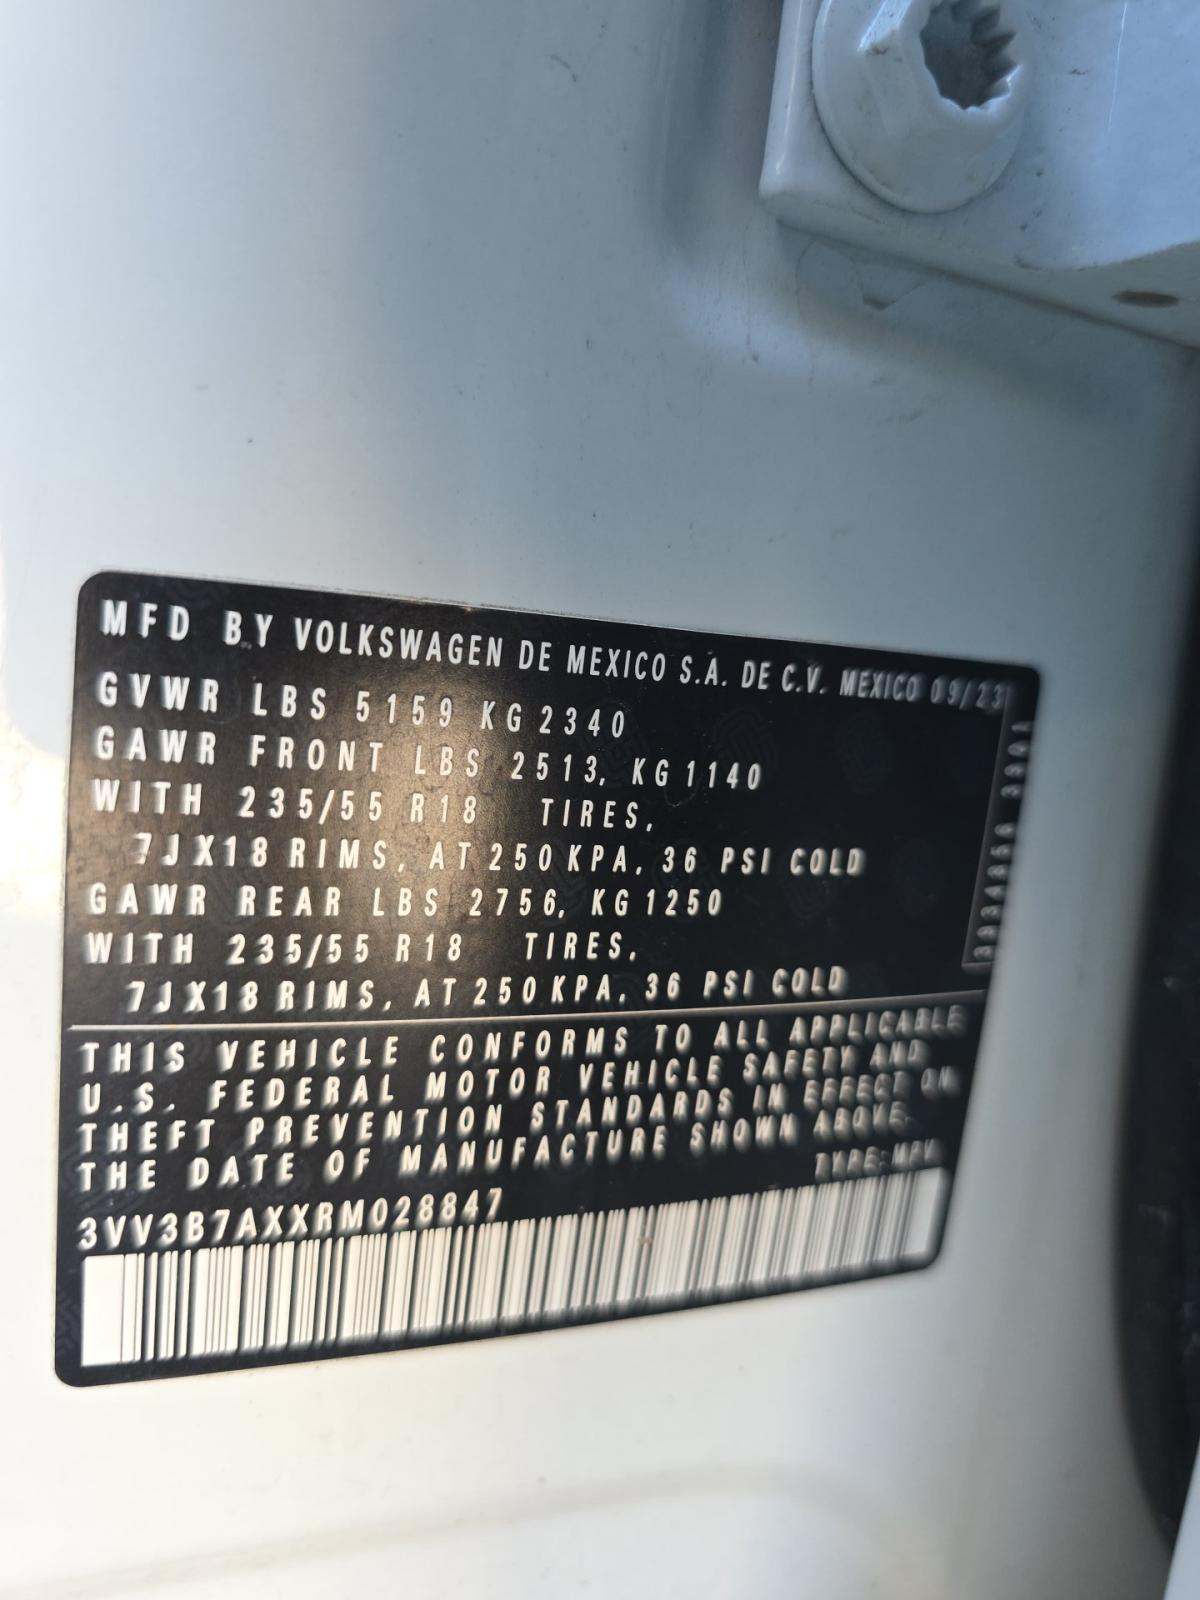 MFD BY VOLKSWAGEN DE MEXICO S.A. DE C.V. MEXICO 09/23
GVWR LBS 5159 KG 2340
GAWR FRONT LBS 2513, KG 1140
WITH 235/55 R18 TIRES,
7JX18 RIMS, AT 250 KPA, 36 PSI COLD
GAWR REAR LBS 2756, KG 1250
WITH 235/55 R18 TIRES,
7JX18 RIMS, AT 250 KPA, 36 PSI COLD
THIS VEHICLE CONFORMS TO ALL APPLICABLE
U.S. FEDERAL MOTOR VEHICLE SAFETY AND
THEFT PREVENTION STANDARDS IN EFFECT ON
THE DATE OF MANUFACTURE SHOWN ABOVE.
TYPE: MPV
3VV3B7AXXRM028847